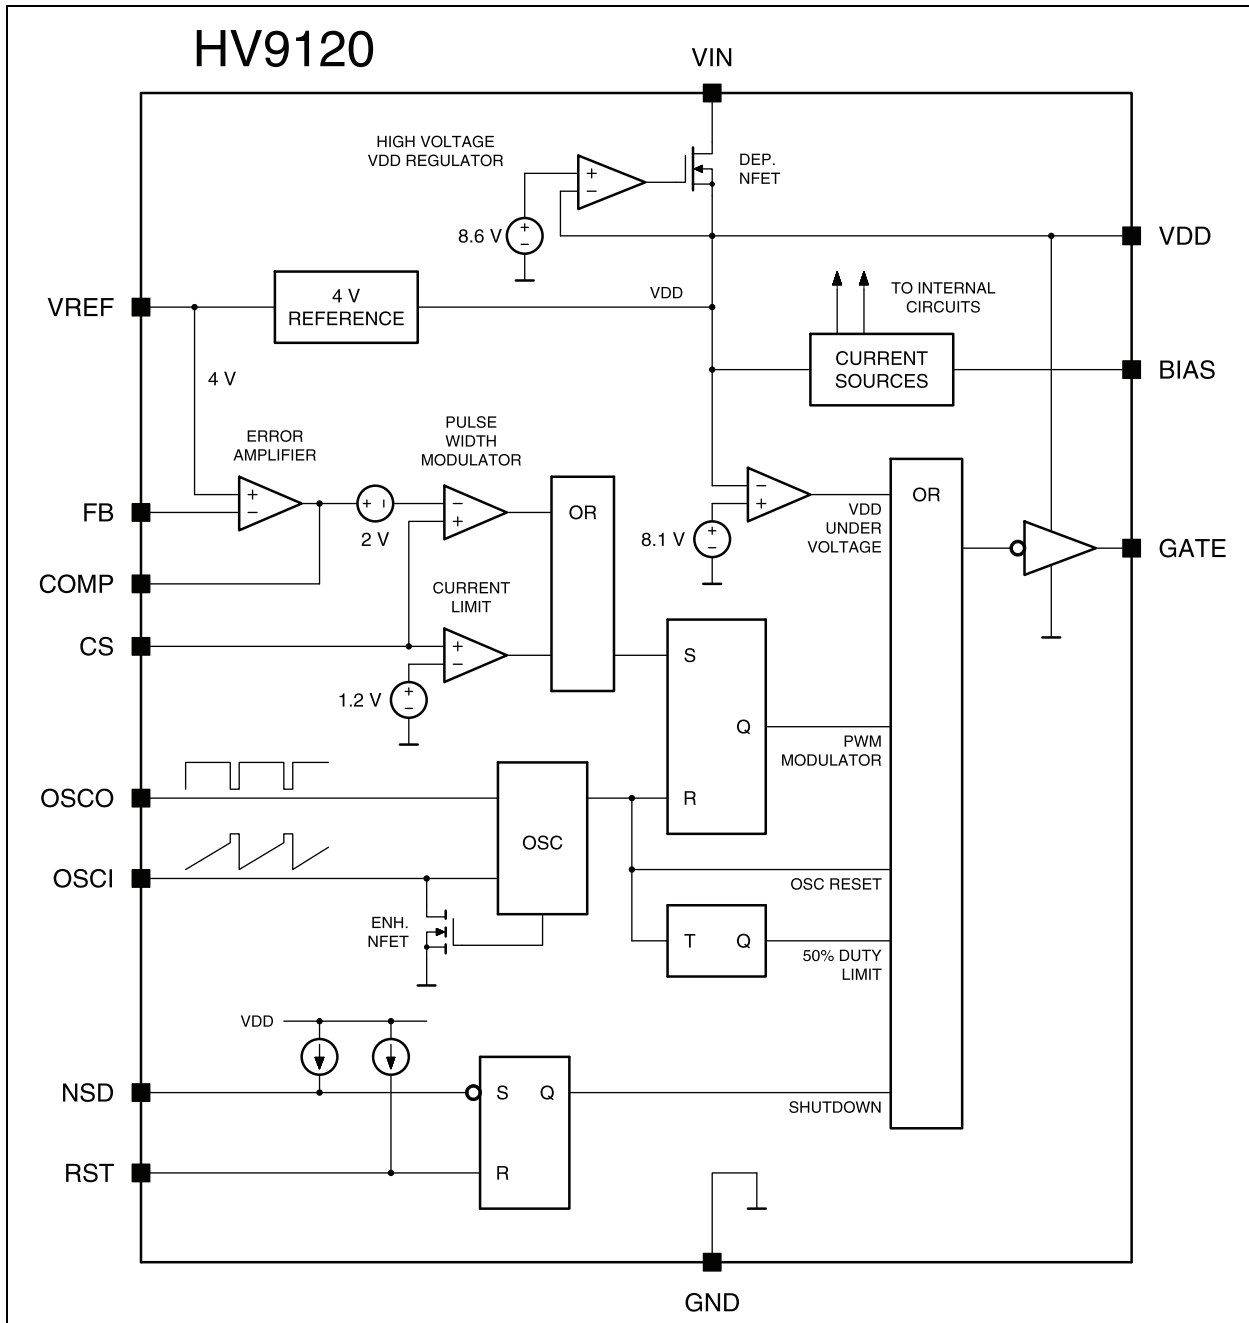 HV9120
VIN
HIGH VOLTAGE
VDD REGULATOR
+
−
DEP.
NFET
8.6 V
+
−
VDD
VREF
4 V
REFERENCE
VDD
TO INTERNAL
CIRCUITS
4 V
CURRENT
SOURCES
BIAS
ERROR
AMPLIFIER
PULSE
WIDTH
MODULATOR
+
−
+ −
2 V
−
+
OR
−
+
8.1 V
+
−
VDD
UNDER
VOLTAGE
OR
FB
GATE
COMP
CURRENT
LIMIT
CS
+
−
1.2 V
+
−
S
Q
R
PWM
MODULATOR
OSCO
OSC
OSCI
OSC RESET
ENH.
NFET
T Q
50% DUTY
LIMIT
VDD
NSD
S Q
SHUTDOWN
RST
R
GND